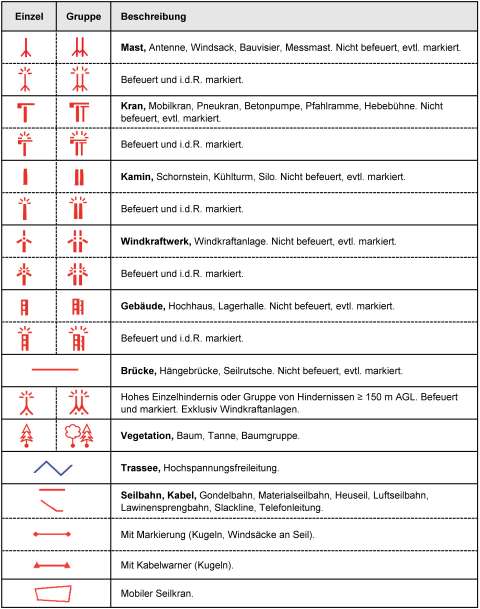 Einzel Gruppe Beschreibung
Mast, Antenne, Windsack, Bauvisier, Messmast. Nicht befeuert, evtl. markiert.
Befeuert und i.d.R. markiert.
Kran, Mobilkran, Pneukran, Betonpumpe, Pfahlramme, Hebebühne. Nicht
befeuert, evtl. markiert.
Befeuert und i.d.R. markiert.
Kamin, Schornstein, Kühlturm, Silo. Nicht befeuert, evtl. markiert.
Befeuert und i.d.R. markiert.
Windkraftwerk, Windkraftanlage. Nicht befeuert, evtl. markiert.
Befeuert und i.d.R. markiert.
Gebäude, Hochhaus, Lagerhalle. Nicht befeuert, evtl. markiert.
Befeuert und i.d.R. markiert.
Brücke, Hängebrücke, Seilrutsche. Nicht befeuert, evtl. markiert.
Hohes Einzelhindernis oder Gruppe von Hindernissen ≥ 150 m AGL. Befeuert
und markiert. Exklusiv Windkraftanlagen.
Vegetation, Baum, Tanne, Baumgruppe.
Trassee, Hochspannungsfreileitung.
Seilbahn, Kabel, Gondelbahn, Materialseilbahn, Heuseil, Luftseilbahn,
Lawinensprengbahn, Slackline, Telefonleitung.
Mit Markierung (Kugeln, Windsäcke an Seil).
Mit Kabelwarner (Kugeln).
Mobiler Seilkran.